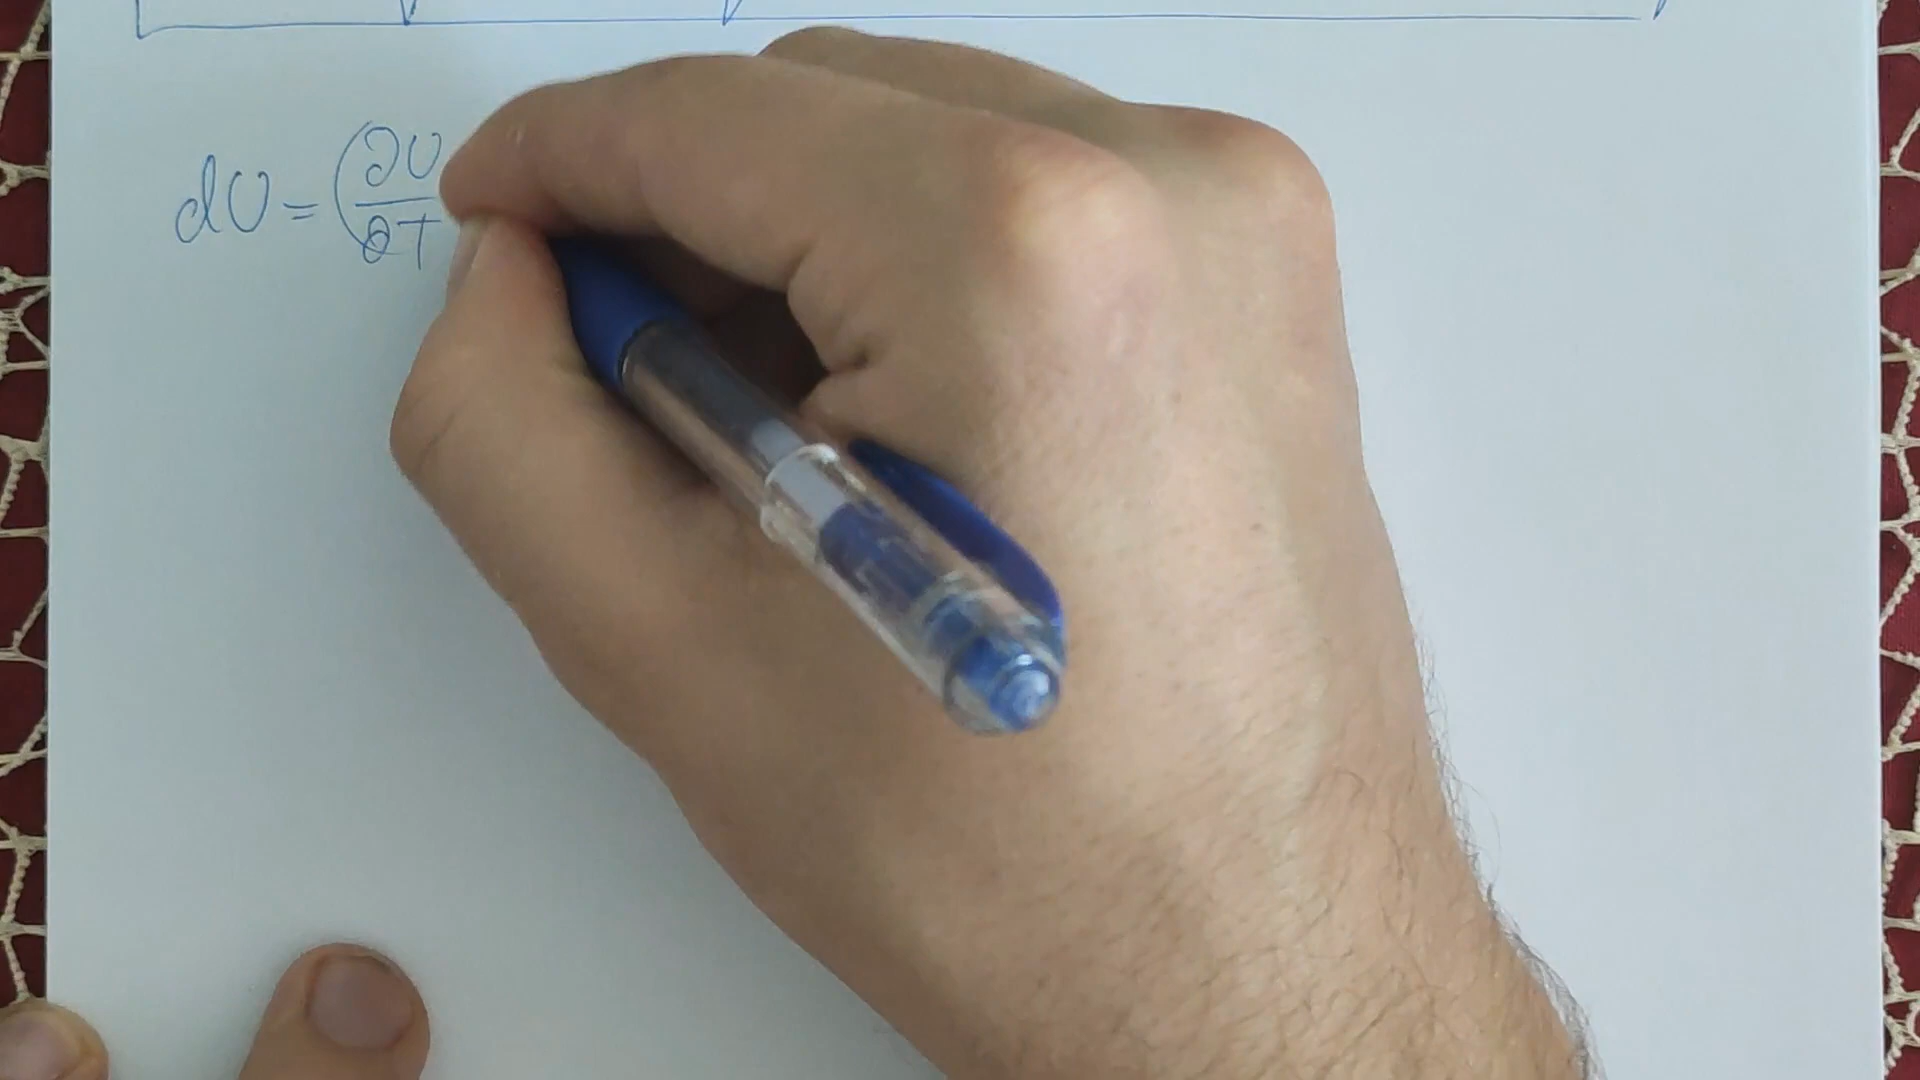 dU = (∂U/∂T